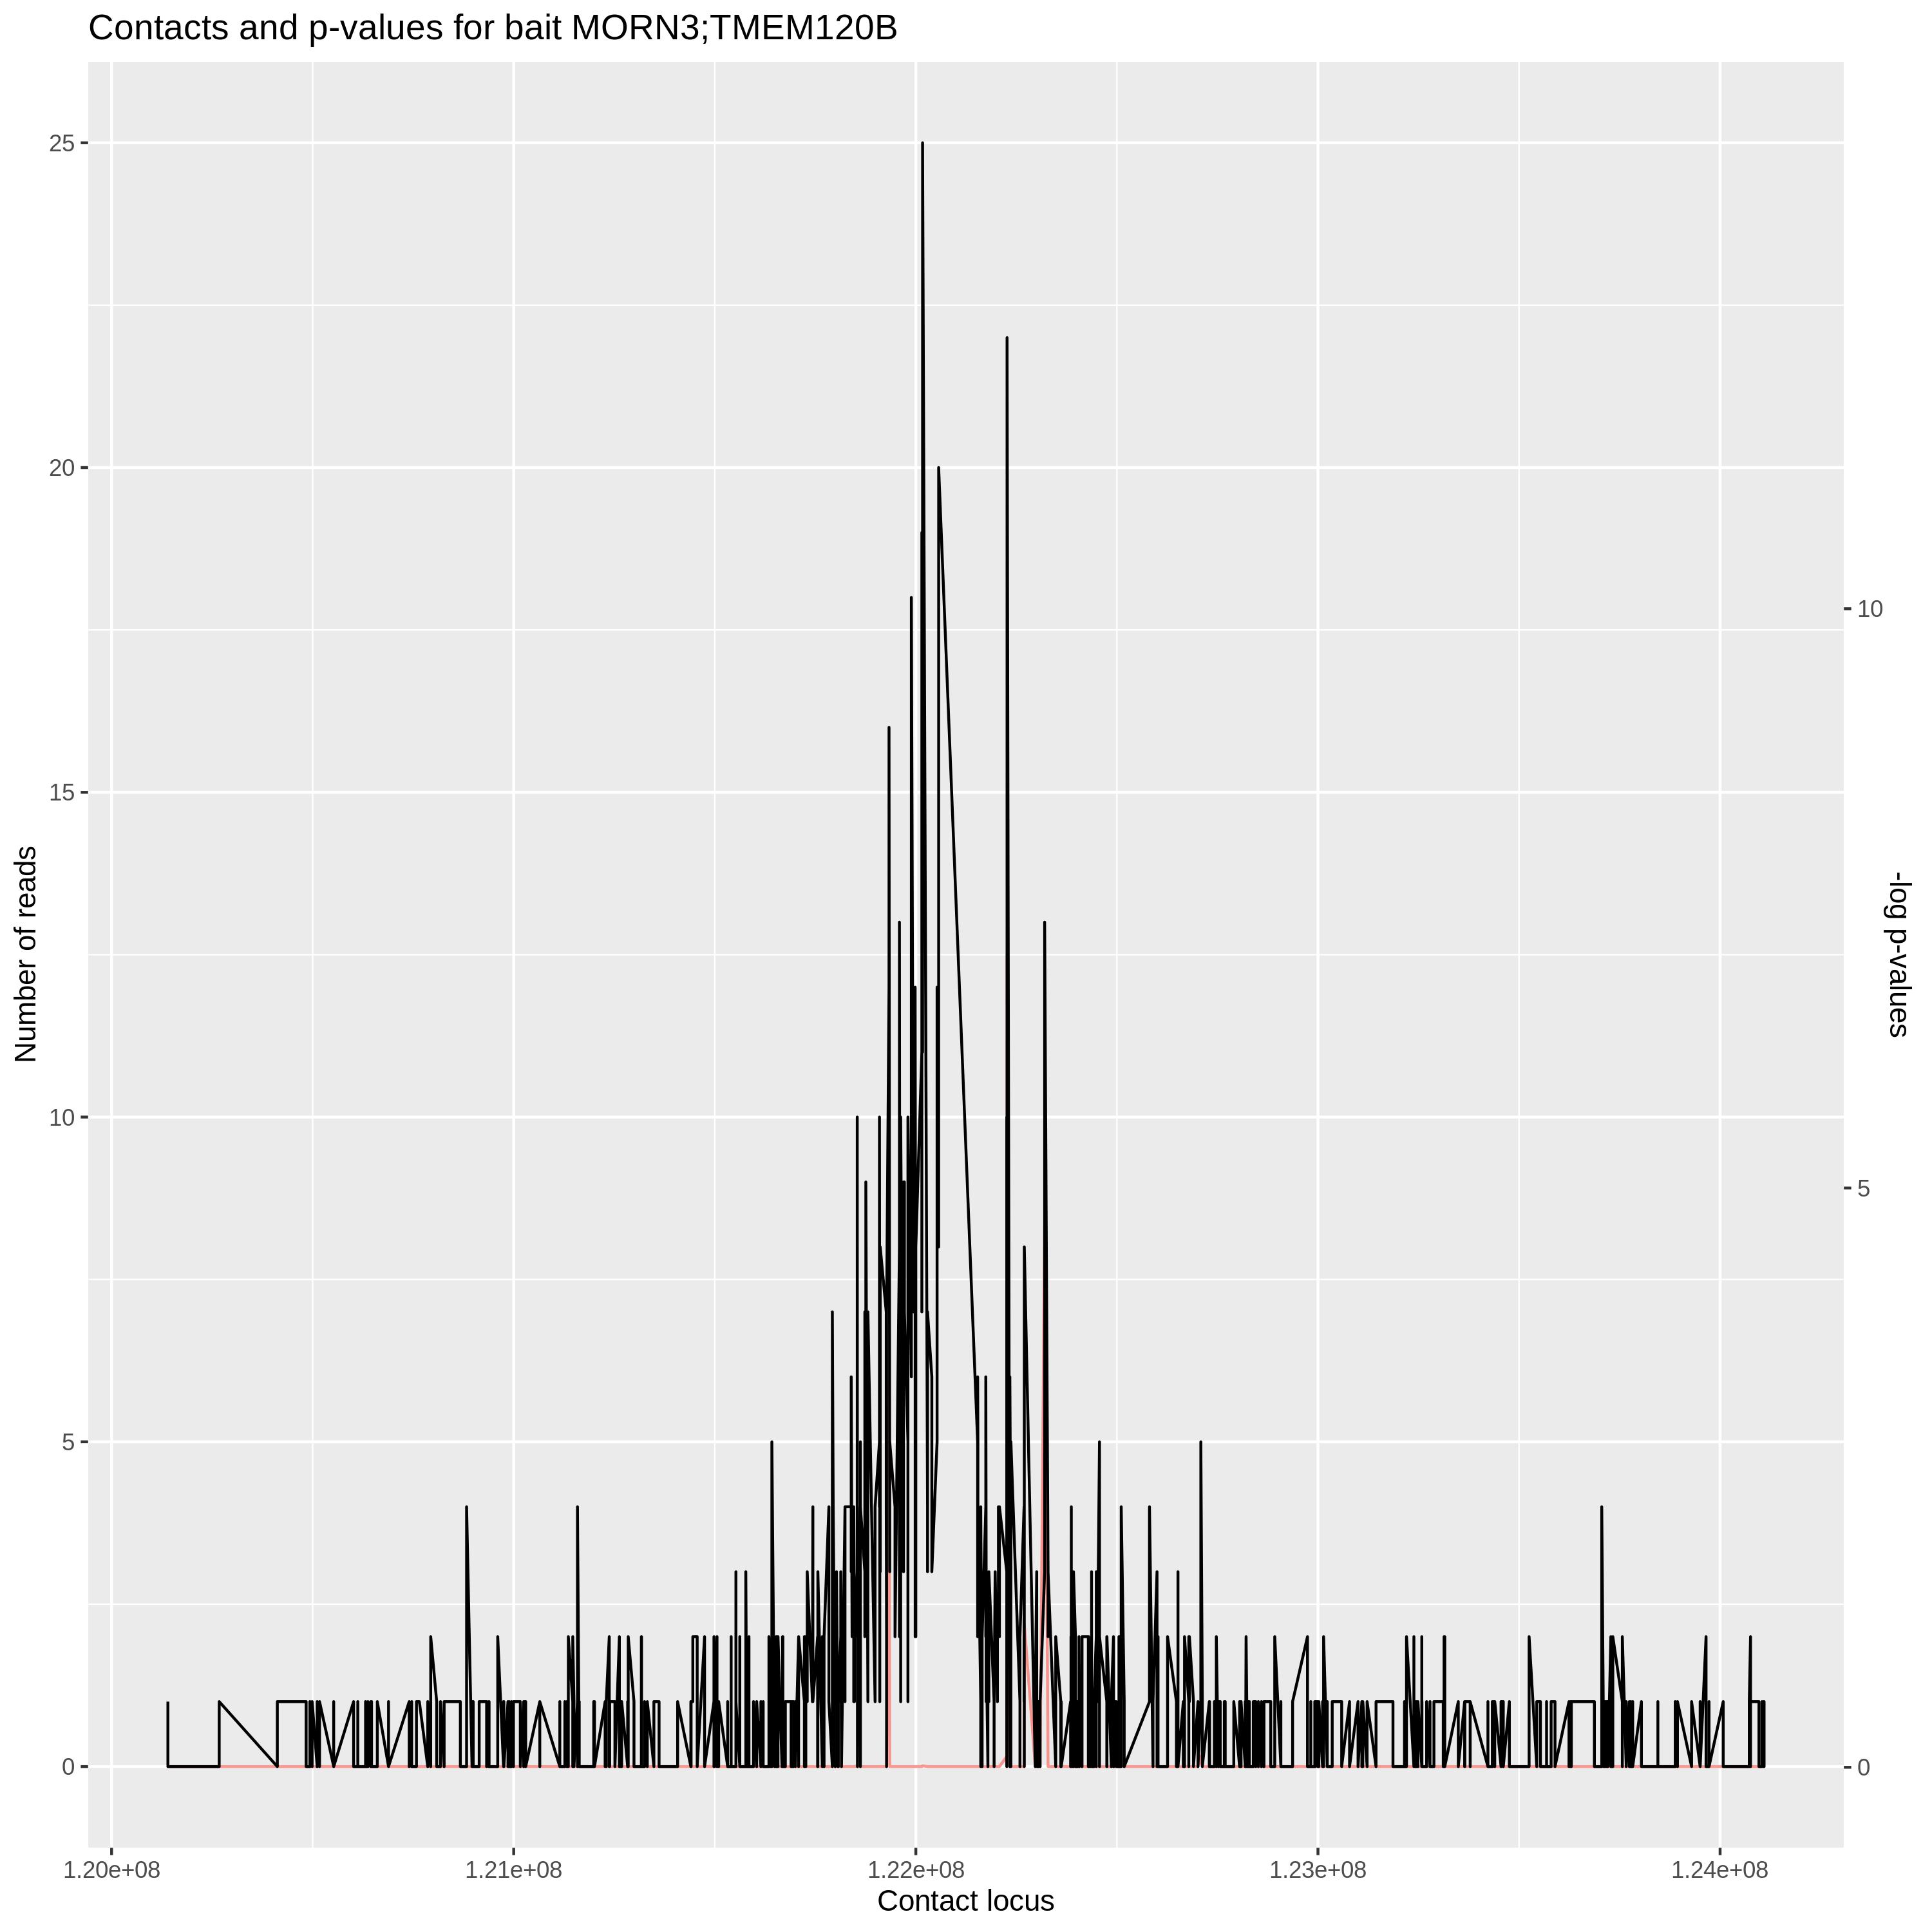 Contacts and p-values for bait MORN3;TMEM120B
25
20
15
10
5
0
Number of reads
10
5
0
-log p-values
1.20e+08
1.21e+08
1.22e+08
1.23e+08
1.24e+08
Contact locus